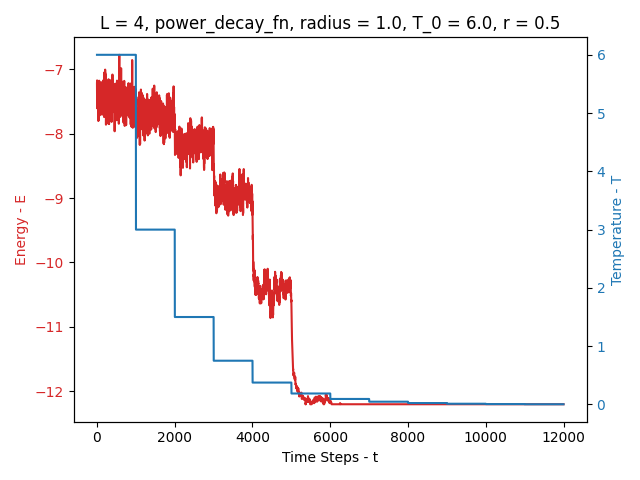 L = 4, power_decay_fn, radius = 1.0, T_0 = 6.0, r = 0.5
Energy - E
−7
−8
−9
−10
−11
−12
Temperature - T
6
5
4
3
2
1
0
0 2000 4000 6000 8000 10000 12000
Time Steps - t